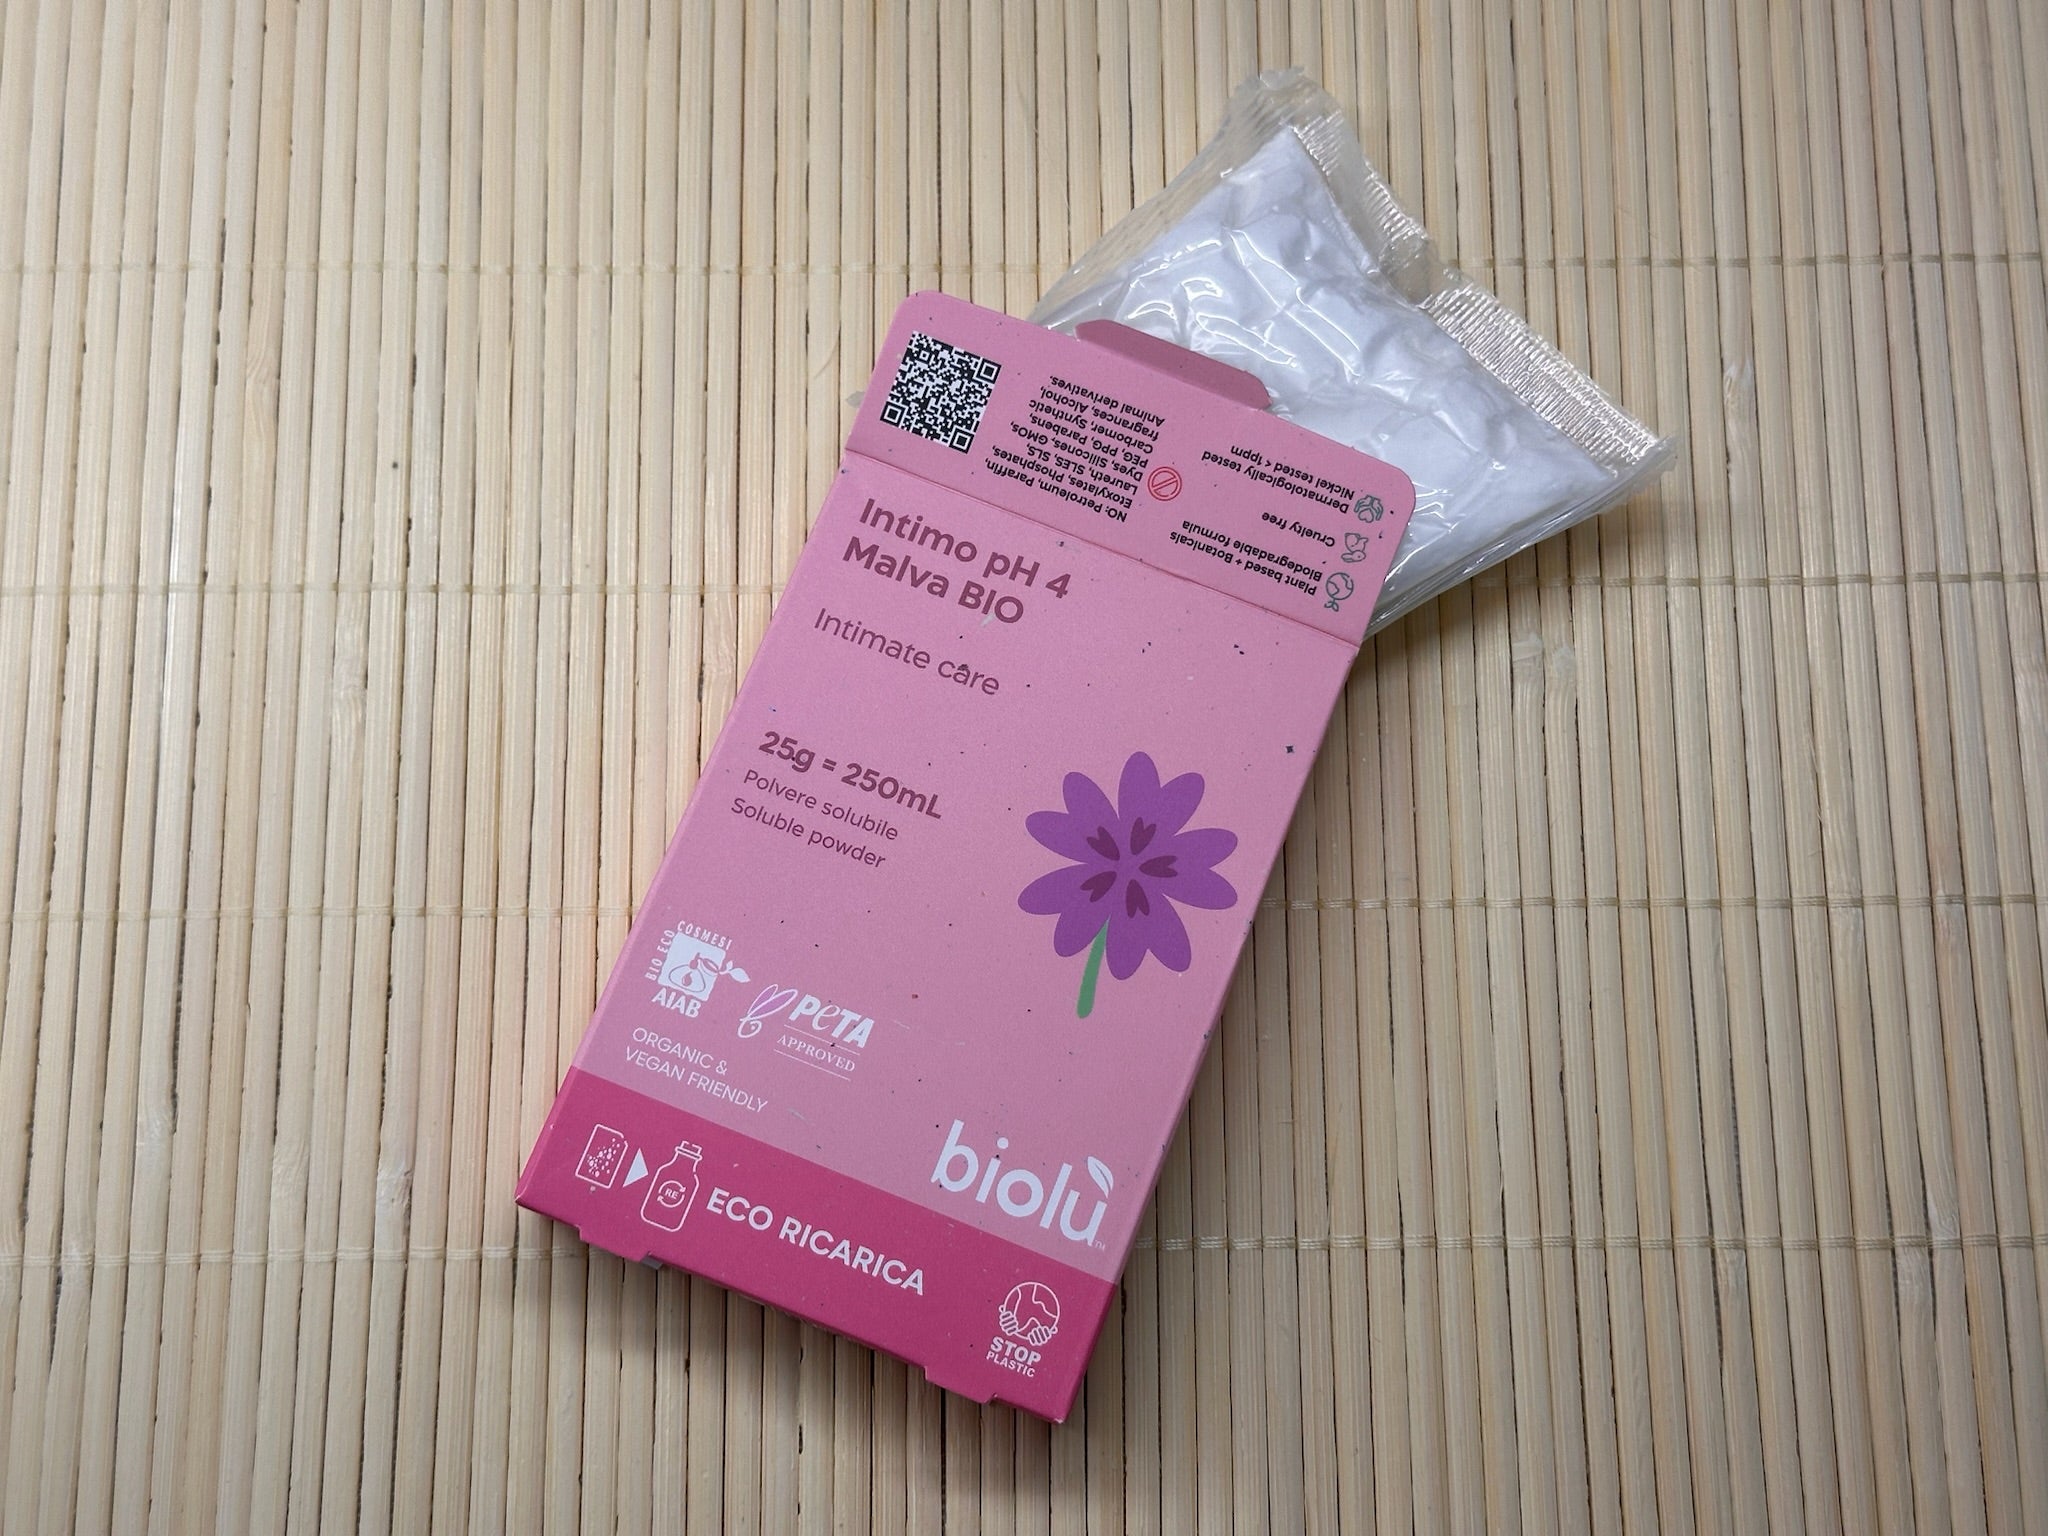 NO: Petroleum, Paraffin,
Etoxylates, Phosphates,
Laureth, SLES, SLS,
Dyes, Silicones, GMOs,
PEG, PPG, Parabens,
Carbomer, Synthetic
fragrances, Alcohol,
Animal derivatives.
Plant based + Botanicals
Biodegradable formula
Cruelty free
Dermatologically tested
Nickel tested < 1ppm
Intimo pH 4
Malva BIO
Intimate care
25g = 250mL
Polvere solubile
Soluble powder
BIO ECO COSMESI
AIAB
PETA
APPROVED
ORGANIC &
VEGAN FRIENDLY
biolù™
RE
ECO RICARICA
STOP
PLASTIC